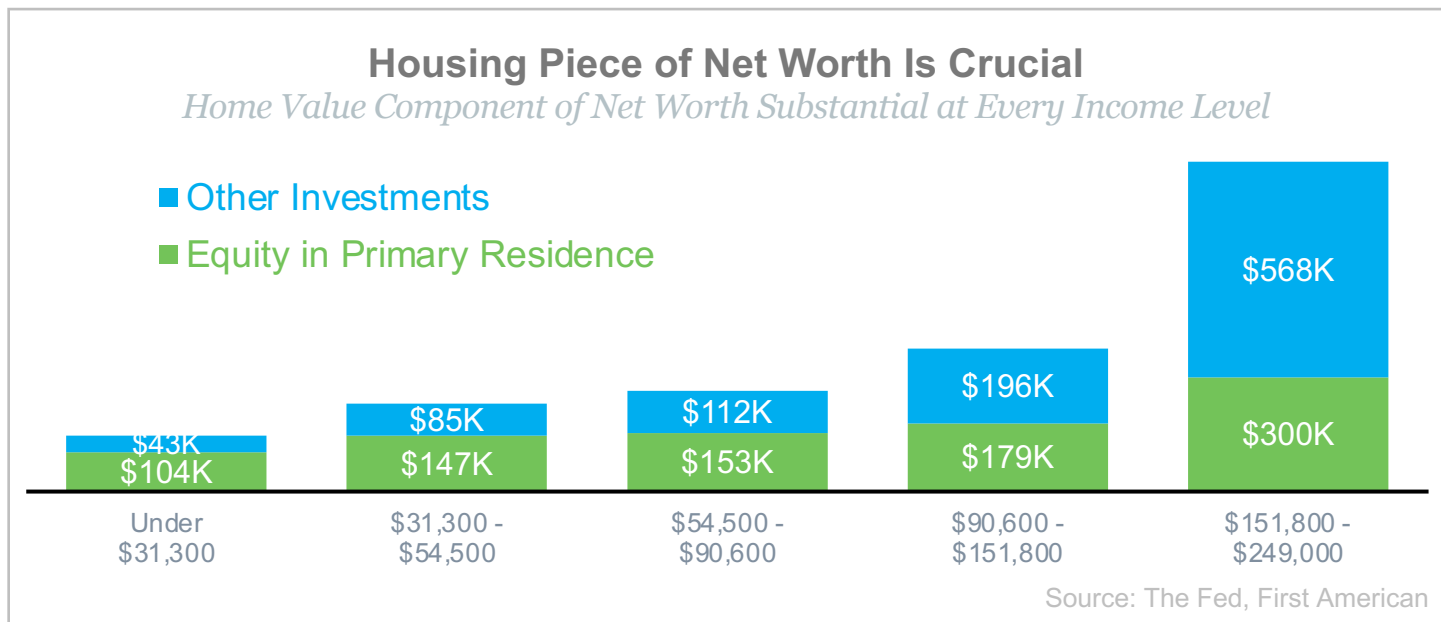 Housing Piece of Net Worth Is Crucial
Home Value Component of Net Worth Substantial at Every Income Level
Other Investments
Equity in Primary Residence
$43K
$104K
$85K
$147K
$112K
$153K
$196K
$179K
$568K
$300K
Under
$31,300
$31,300 -
$54,500
$54,500 -
$90,600
$90,600 -
$151,800
$151,800 -
$249,000
Source: The Fed, First American